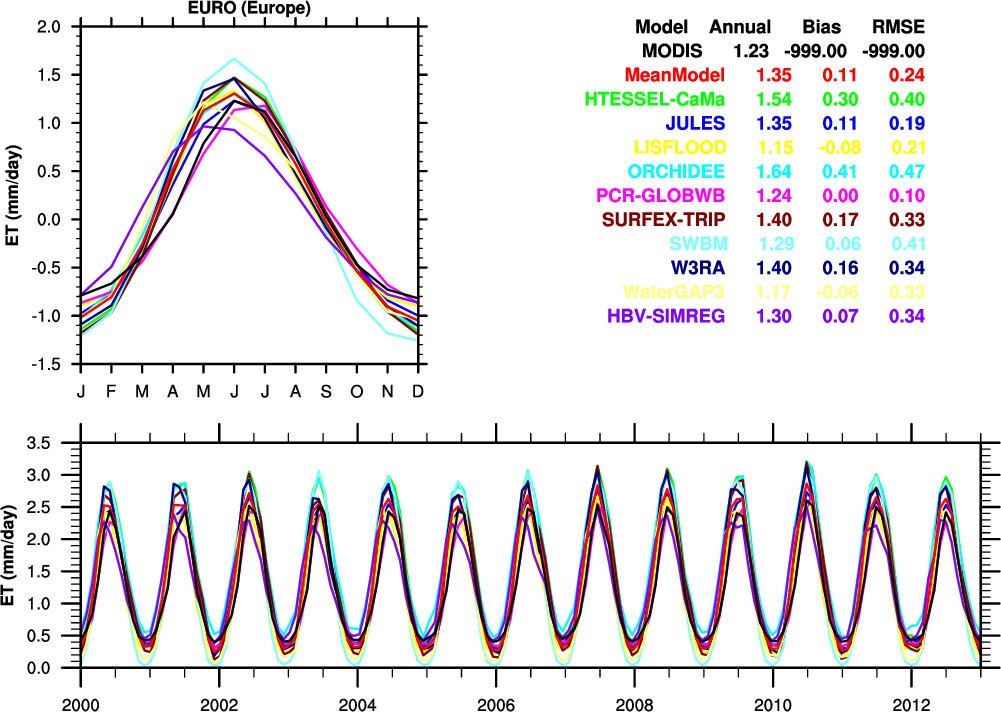 EURO (Europe)
2.0
1.5
1.0
0.5
0.0
-0.5
-1.0
-1.5
ET (mm/day)
J F M A M J J A S O N D
Model Annual Bias RMSE
MODIS 1.23 -999.00 -999.00
MeanModel 1.35 0.11 0.24
HTESSEL-CaMa 1.54 0.30 0.40
JULES 1.35 0.11 0.19
LISFLOOD 1.15 -0.08 0.21
ORCHIDEE 1.64 0.41 0.47
PCR-GLOBWB 1.24 0.00 0.10
SURFEX-TRIP 1.40 0.17 0.33
SWBM 1.29 0.06 0.41
W3RA 1.40 0.16 0.34
WaterGAP3 1.17 -0.06 0.33
HBV-SIMREG 1.30 0.07 0.34
3.5
3.0
2.5
2.0
1.5
1.0
0.5
0.0
ET (mm/day)
2000 2002 2004 2006 2008 2010 2012